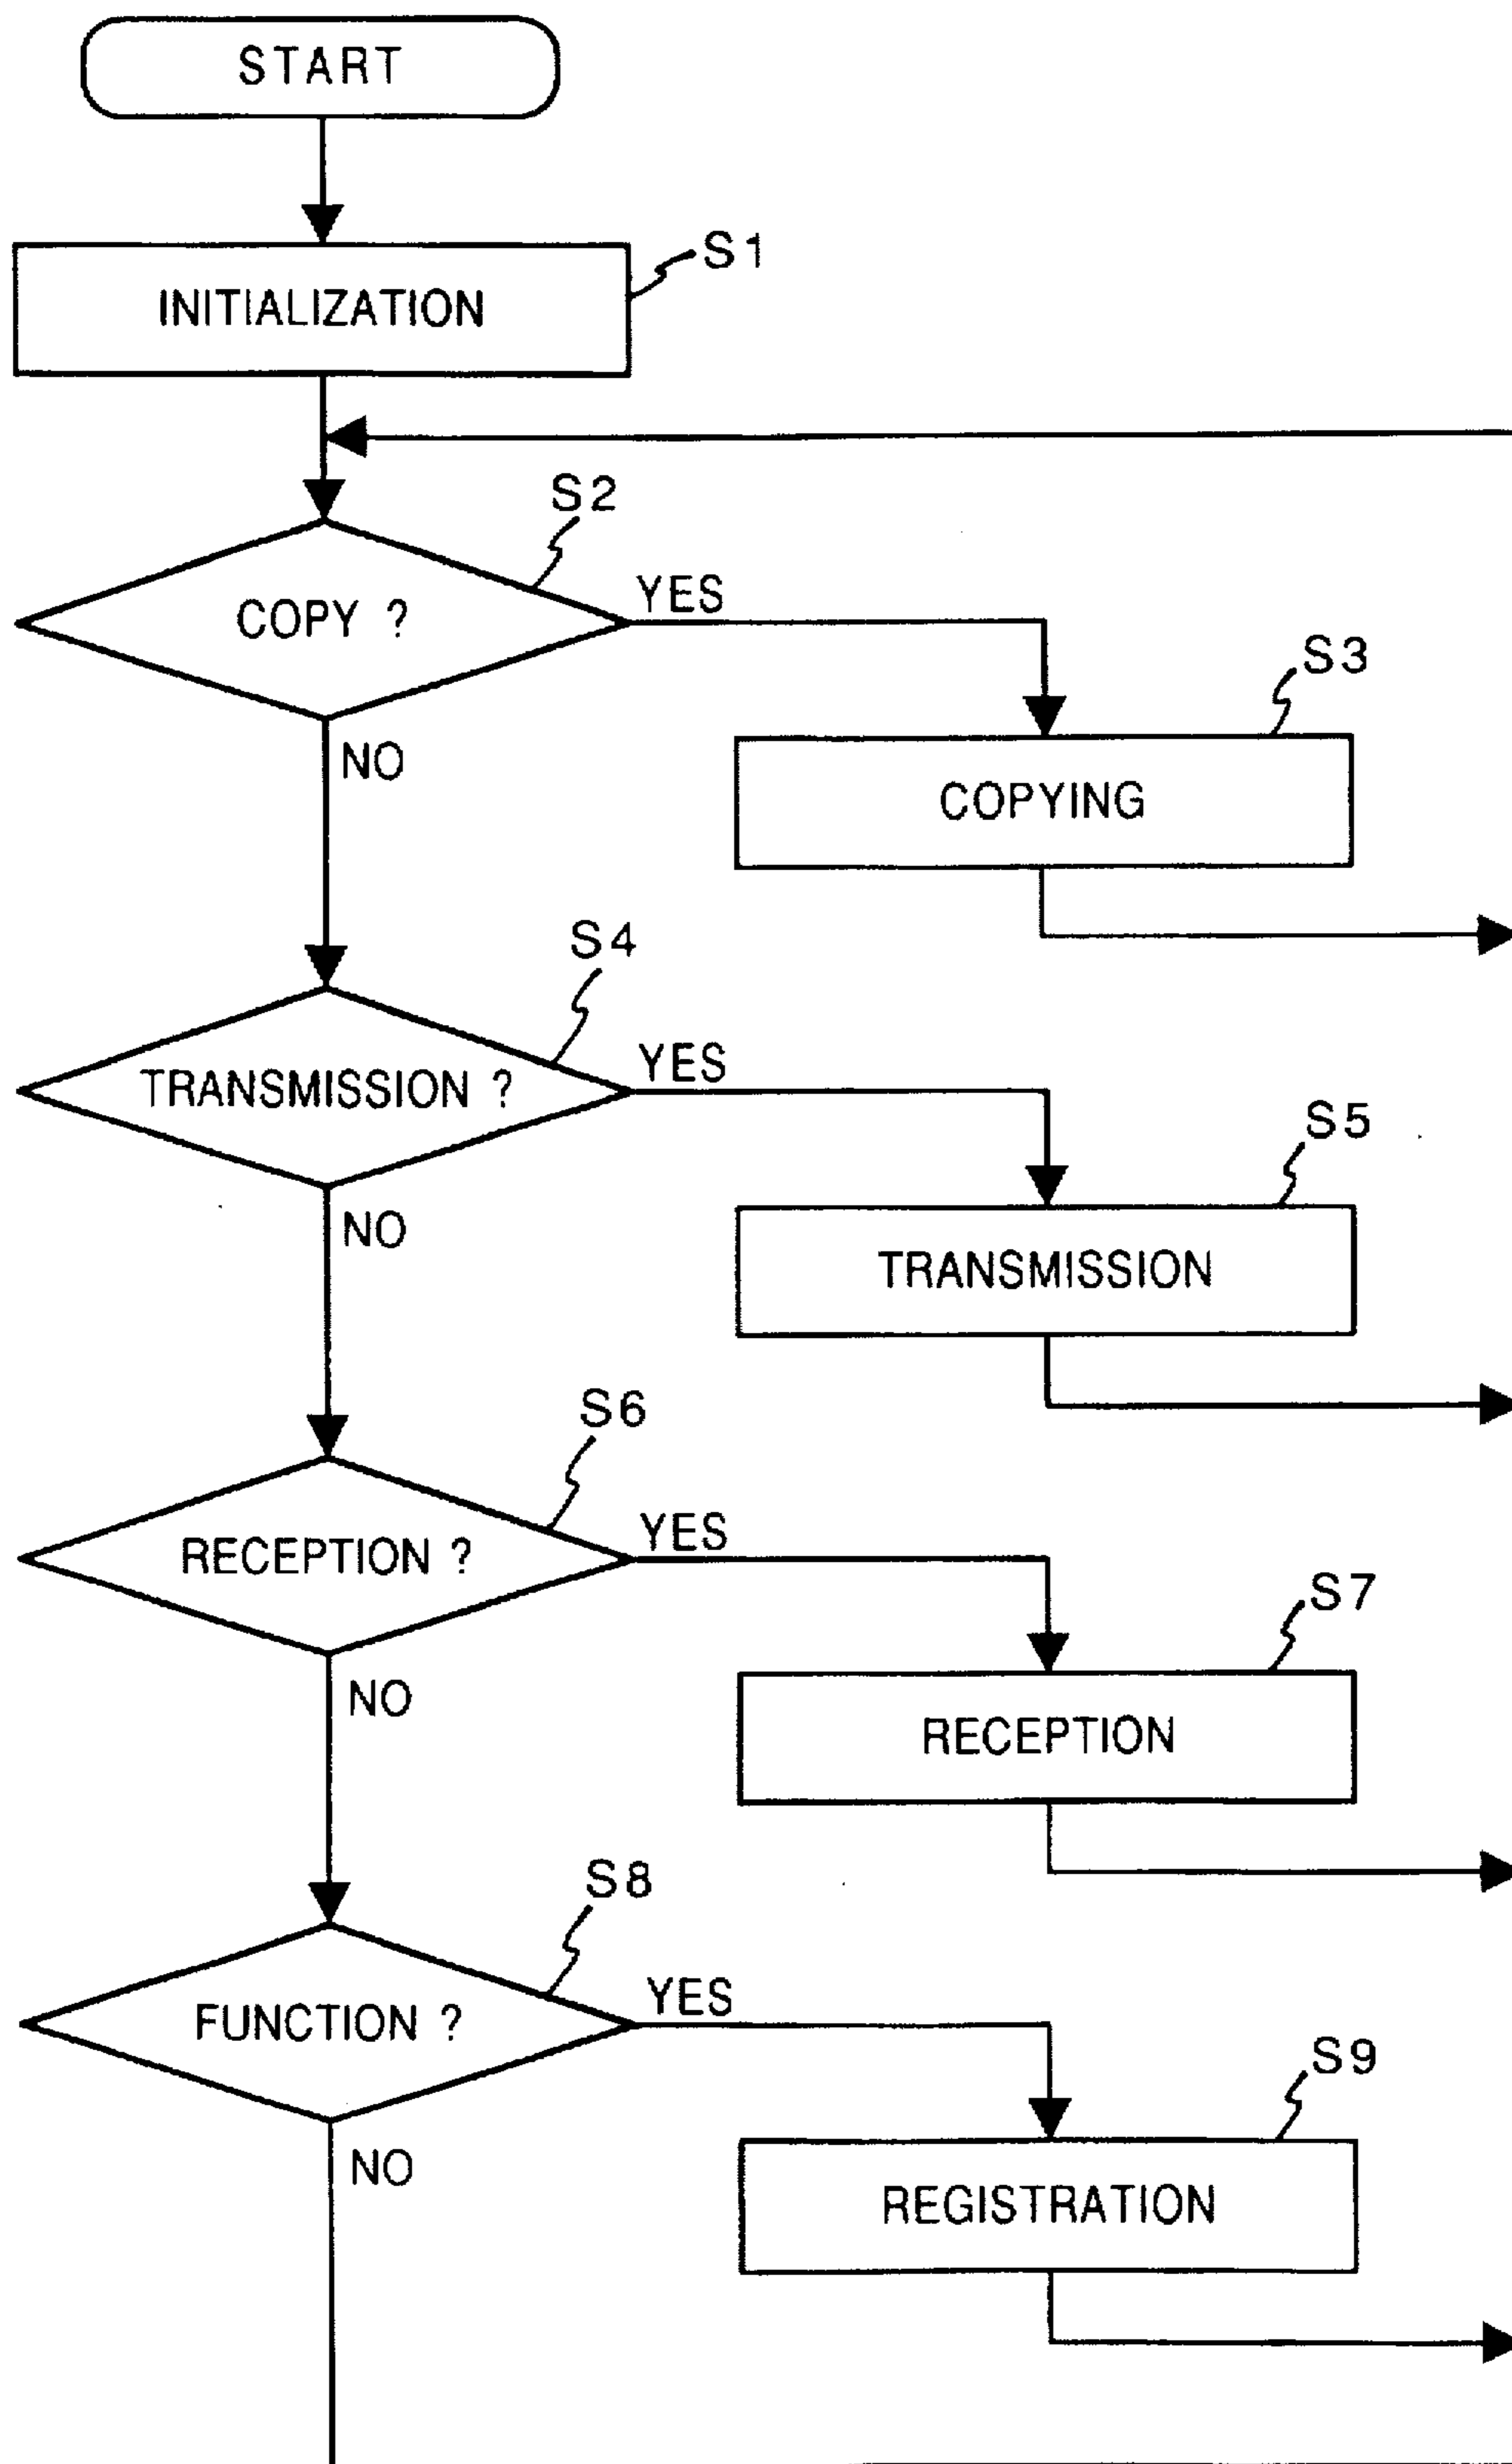 START
S1
INITIALIZATION
S2
COPY ?
YES
S3
NO
COPYING
S4
TRANSMISSION ?
YES
S5
NO
TRANSMISSION
S6
RECEPTION ?
YES
S7
NO
RECEPTION
S8
FUNCTION ?
YES
S9
NO
REGISTRATION